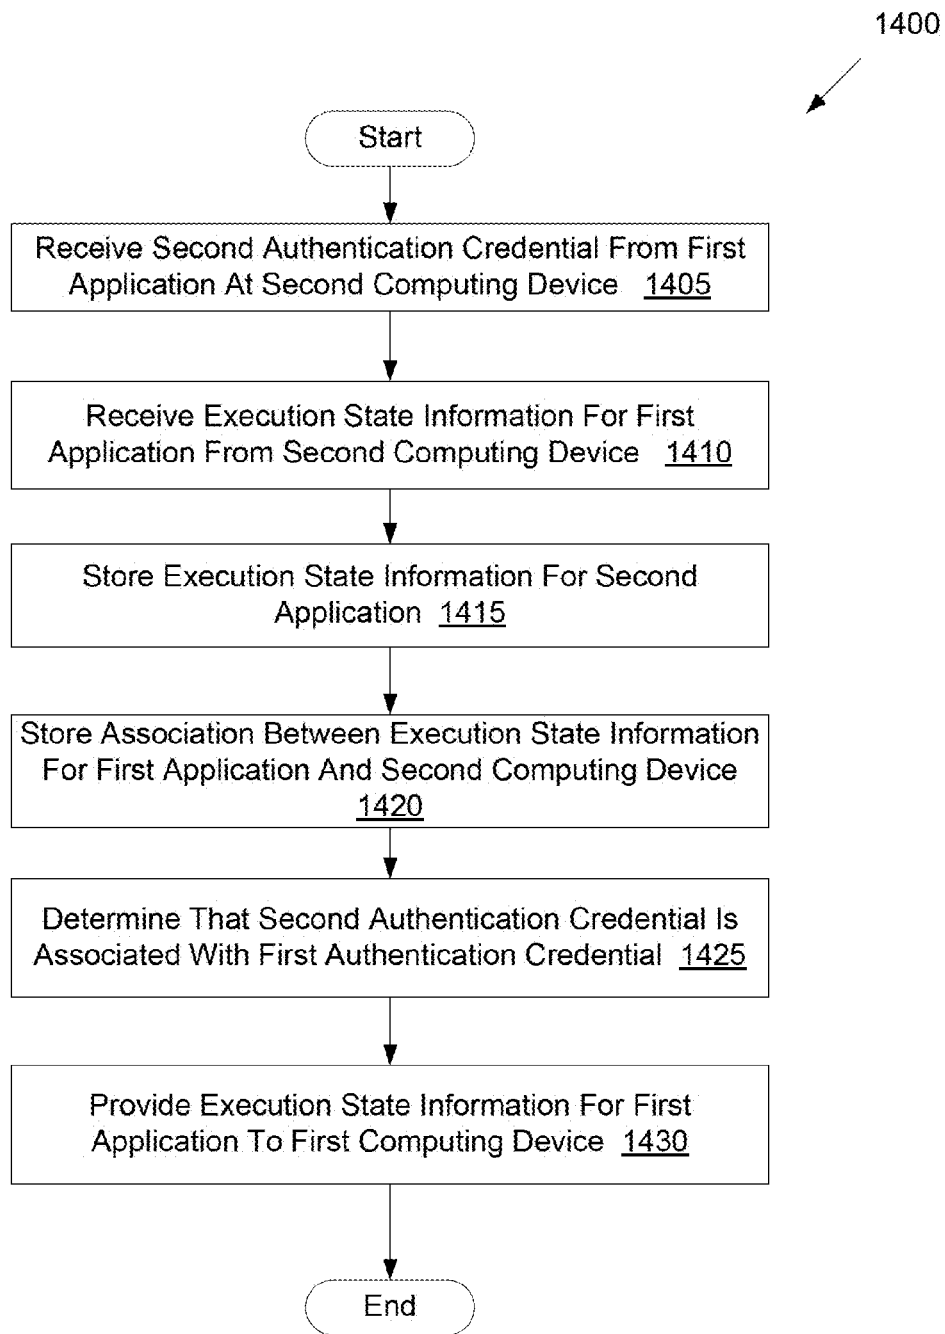 1400
Start
Receive Second Authentication Credential From First
Application At Second Computing Device 1405
Receive Execution State Information For First
Application From Second Computing Device 1410
Store Execution State Information For Second
Application 1415
Store Association Between Execution State Information
For First Application And Second Computing Device
1420
Determine That Second Authentication Credential Is
Associated With First Authentication Credential 1425
Provide Execution State Information For First
Application To First Computing Device 1430
End